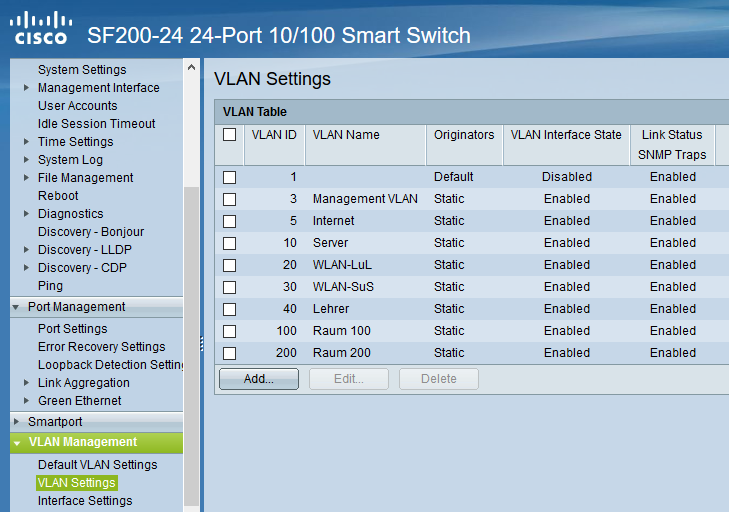 CISCO SF200-24 24-Port 10/100 Smart Switch
System Settings
Management Interface
User Accounts
Idle Session Timeout
Time Settings
System Log
File Management
Reboot
Diagnostics
Discovery - Bonjour
Discovery - LLDP
Discovery - CDP
Ping
Port Management
Port Settings
Error Recovery Settings
Loopback Detection Setting
Link Aggregation
Green Ethernet
Smartport
VLAN Management
Default VLAN Settings
VLAN Settings
Interface Settings
VLAN Settings
VLAN Table
VLAN ID VLAN Name Originators VLAN Interface State Link Status
SNMP Traps
1 Default Disabled Enabled
3 Management VLAN Static Enabled Enabled
5 Internet Static Enabled Enabled
10 Server Static Enabled Enabled
20 WLAN-LuL Static Enabled Enabled
30 WLAN-SuS Static Enabled Enabled
40 Lehrer Static Enabled Enabled
100 Raum 100 Static Enabled Enabled
200 Raum 200 Static Enabled Enabled
Add... Edit... Delete